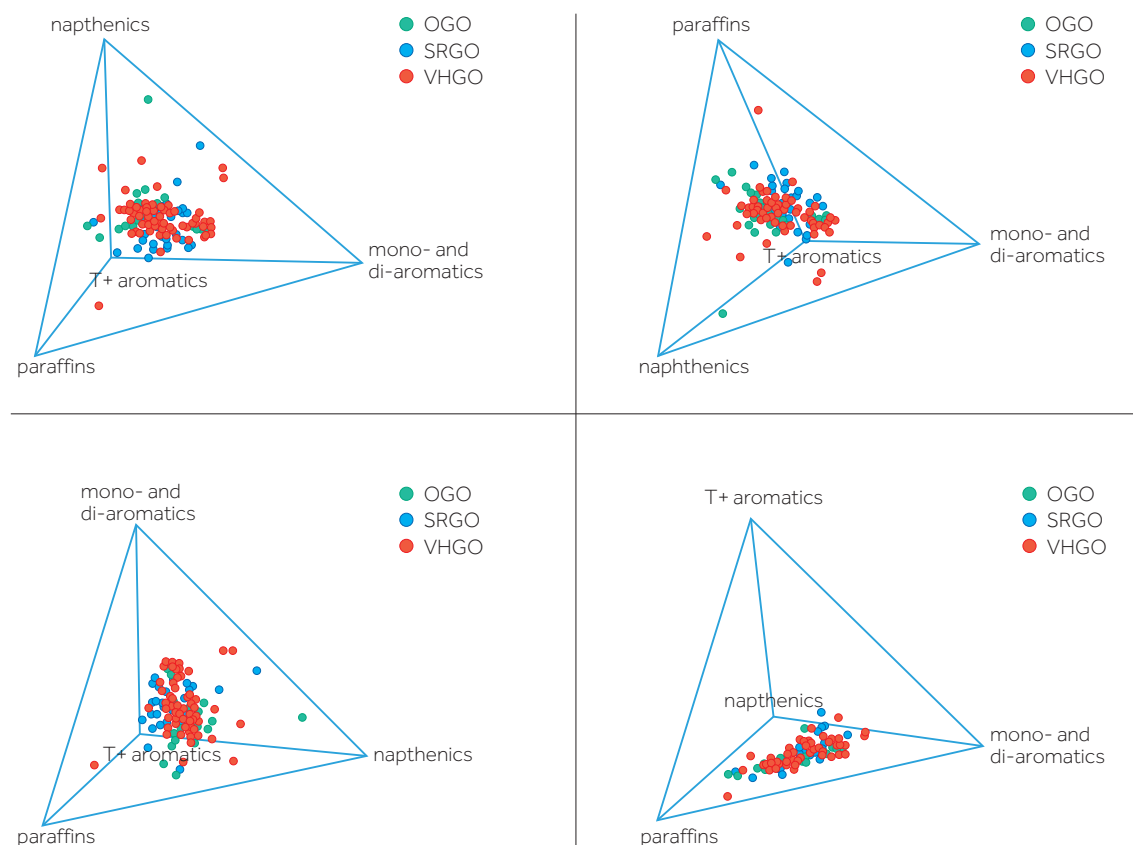 napthenics
OGO
SRGO
VHGO
mono- and
di-aromatics
T+ aromatics
paraffins
paraffins
OGO
SRGO
VHGO
mono- and
di-aromatics
T+ aromatics
naphthenics
mono- and
di-aromatics
OGO
SRGO
VHGO
T+ aromatics
napthenics
paraffins
T+ aromatics
OGO
SRGO
VHGO
napthenics
mono- and
di-aromatics
paraffins